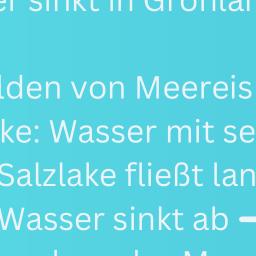 er sinkt in Grönlan
lden von Meereis
ke: Wasser mit se
Salzlake fließt lan
Wasser sinkt ab –